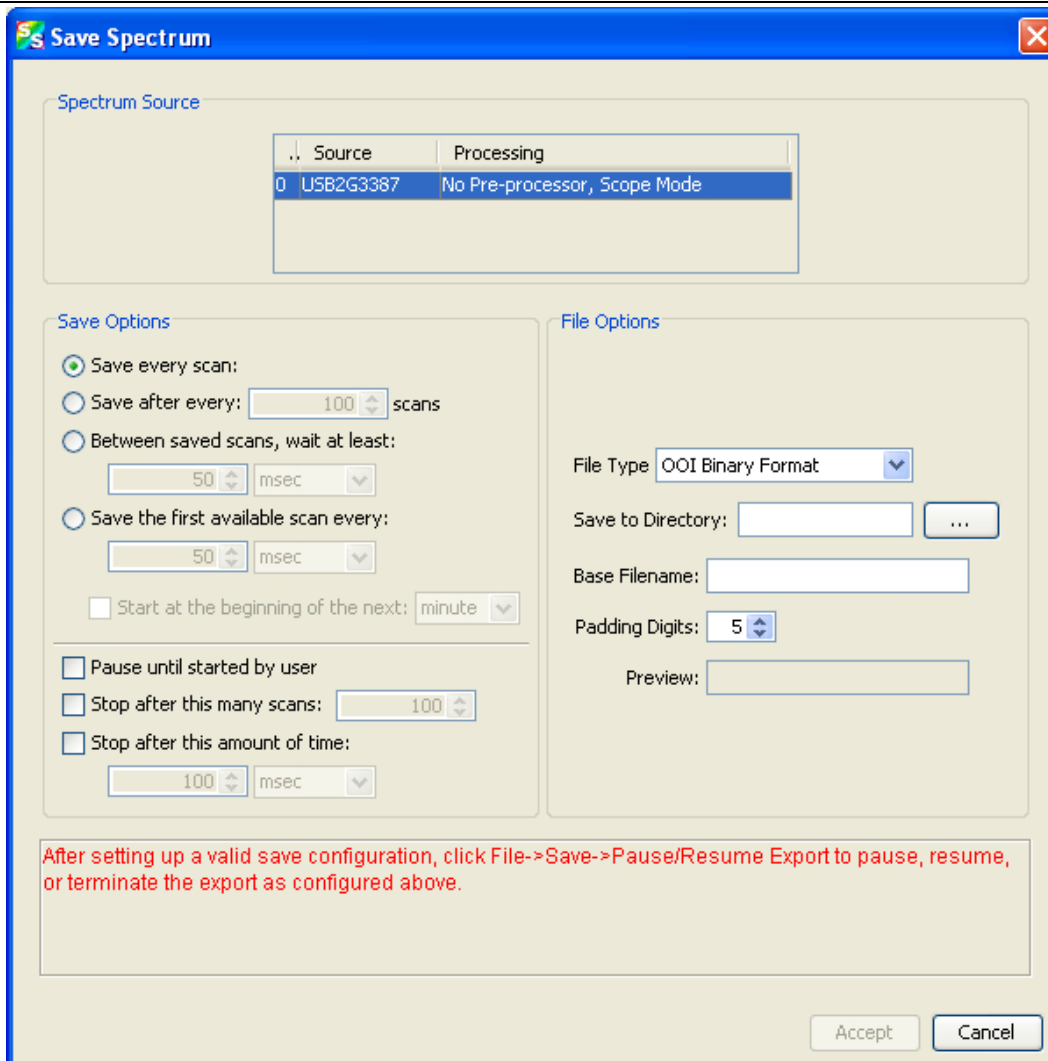 Save Spectrum
Spectrum Source
.. Source Processing
0 USB2G3387 No Pre-processor, Scope Mode
Save Options
Save every scan:
Save after every: 100 scans
Between saved scans, wait at least:
50 msec
Save the first available scan every:
50 msec
Start at the beginning of the next: minute
Pause until started by user
Stop after this many scans: 100
Stop after this amount of time:
100 msec
File Options
File Type OOI Binary Format
Save to Directory: ...
Base Filename:
Padding Digits: 5
Preview:
After setting up a valid save configuration, click File->Save->Pause/Resume Export to pause, resume,
or terminate the export as configured above.
Accept Cancel